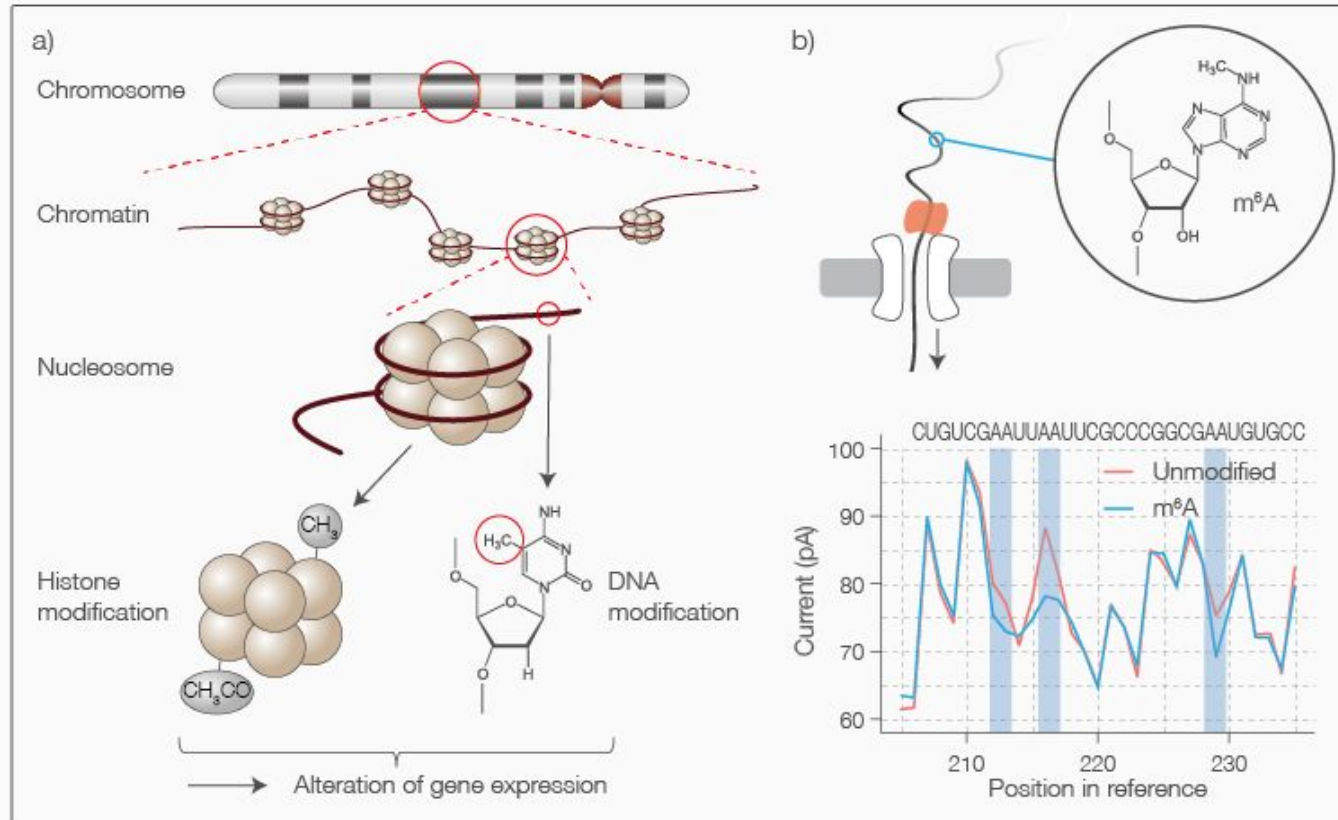 a)
Chromosome
Chromatin
Nucleosome
Histone
modification
CH₃
CH₃CO
NH
H₃C
N
N
O
O
O
O
H
DNA
modification
Alteration of gene expression
b)
H₃C
NH
N
N
N
N
O
O
O
OH
m⁶A
CUGUCGAAUUAAUUCGCCCGGCGAAUGUGCC
Unmodified
m⁶A
Current (pA)
100
90
80
70
60
210
220
230
Position in reference